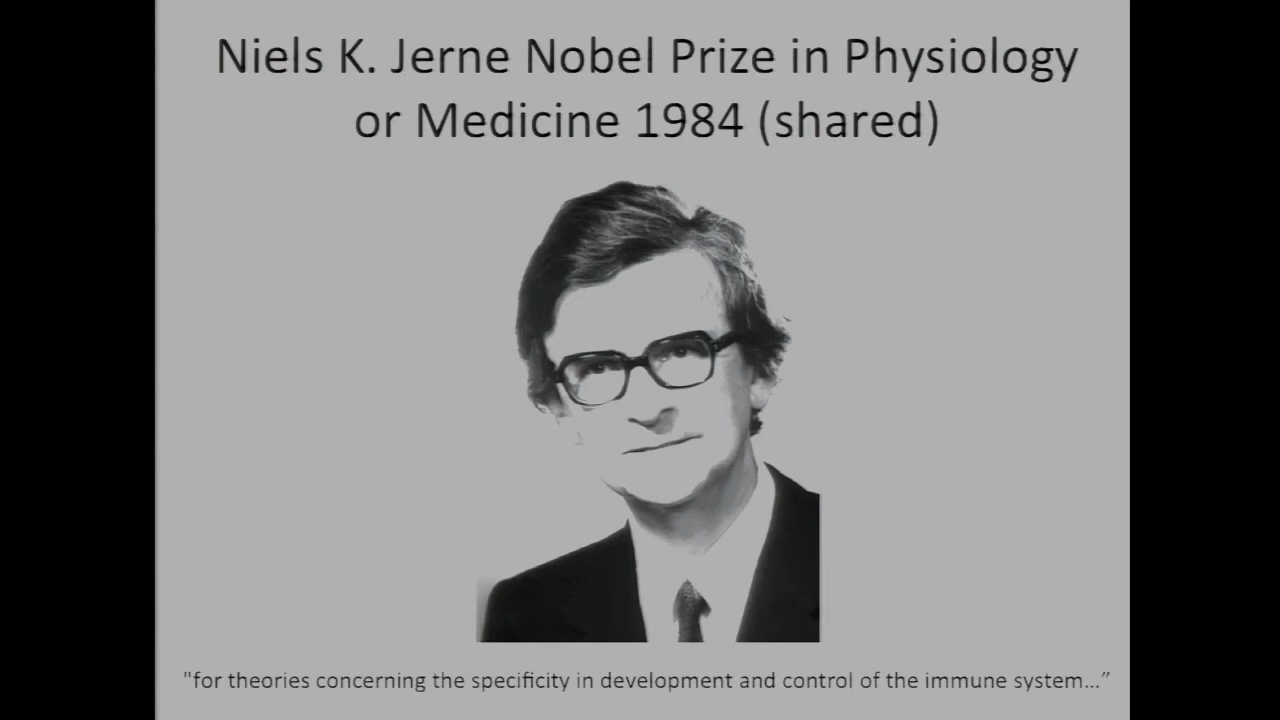 Niels K. Jerne Nobel Prize in Physiology
or Medicine 1984 (shared)
"for theories concerning the specificity in development and control of the immune system…”